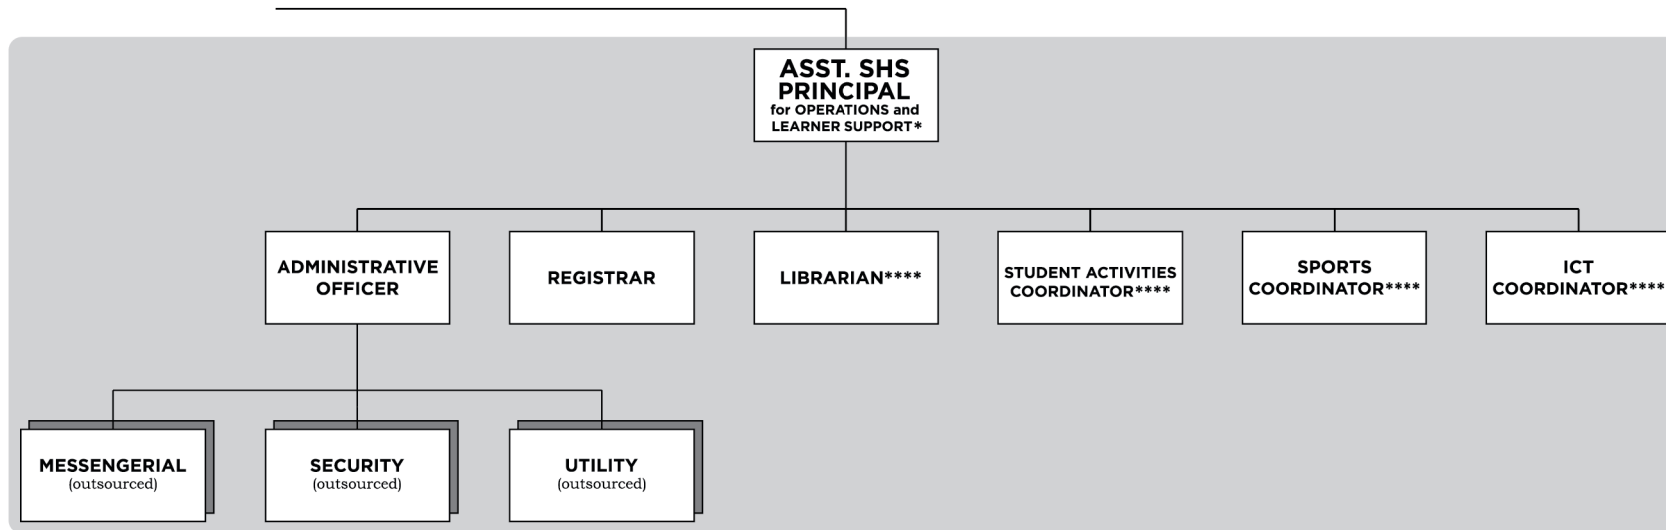 ASST. SHS
PRINCIPAL
for OPERATIONS and
LEARNER SUPPORT*
ADMINISTRATIVE
OFFICER
REGISTRAR
LIBRARIAN****
STUDENT ACTIVITIES
COORDINATOR****
SPORTS
COORDINATOR****
ICT
COORDINATOR****
MESSENGERIAL
(outsourced)
SECURITY
(outsourced)
UTILITY
(outsourced)